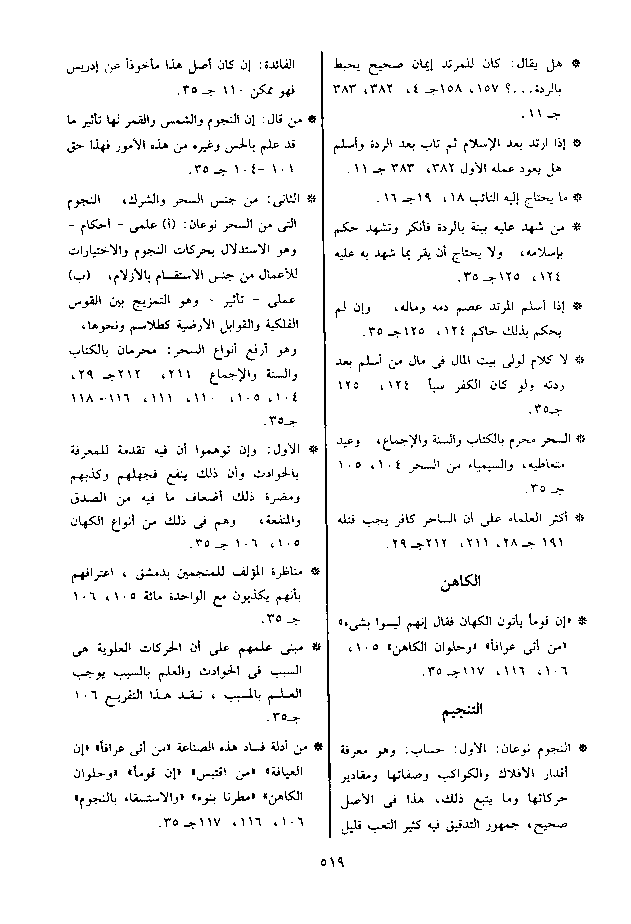 * هل يقال: كان للمرتد إيمان صحيح يحبط
بالردة...؟ ١٥٧، ١٥٨جـ ٤، ٣٨٢، ٣٨٣
جـ ١١.
* إذا ارتد بعد الإسلام ثم تاب بعد الردة وأسلم
هل يعود عمله الأول ٣٨٢، ٣٨٣ جـ ١١.
* ما يحتاج إليه التائب ١٨، ١٩جـ ١٦.
* من شهد عليه بينة بالردة فأنكر وتشهد حكم
بإسلامه، ولا يحتاج أن يقر بما شهد به عليه
١٢٤، ١٢٥جـ ٣٥.
* إذا أسلم المرتد عصم دمه وماله، وإن لم
يحكم بذلك حاكم ١٢٤، ١٢٥جـ ٣٥.
* لا كلام لولى بيت المال فى مال من أسلم بعد
ردته ولو كان الكفر سبأ ١٢٤، ١٢٥
جـ٣٥.
* السحر محرم بالكتاب والسنة والإجماع، وعيد
متعاطيه، والسيمياء من السحر ١٠٤، ١٠٥
جـ ٣٥.
* أكثر العلماء على أن الساحر كافر يجب قتله
١٩١ جـ ٢٨، ٢١١، ٢١٢جـ ٢٩.
الكاهن
* «إن قوماً يأتون الكهان فقال إنهم ليسوا بشىء»
«من أتى عرافاً» «وحلوان الكاهن» ١٠٥،
١٠٦، ١١٦، ١١٧جـ ٣٥.
التنجيم
* النجوم نوعان: الأول: حساب: وهو معرفة
أقدار الأفلاك والكواكب وصفاتها ومقادير
حركاتها وما يتبع ذلك، هذا فى الأصل
صحيح، جمهور التدقيق فيه كثير التعب قليل
الفائدة: إن كان أصل هذا مأخوذاً عن إدريس
فهو ممكن ١١٠ جـ ٣٥.
* من قال: إن النجوم والشمس والقمر لها تأثير ما
قد علم بالحس وغيره من هذه الأمور فهذا حق
١٠١ -١٠٤ جـ ٣٥.
* الثانى: من جنس السحر والشرك، النجوم
التى من السحر نوعان: (أ) علمى - أحكام -
وهو الاستدلال بحركات النجوم والاختيارات
للأعمال من جنس الاستقسام بالأزلام، (ب)
عملى - تأثير - وهو التمزيج بين القوس
الفلكية والقوابل الأرضية كطلاسم ونحوها،
وهو أرفع أنواع السحر: محرمان بالكتاب
والسنة والإجماع ٢١١، ٢١٢جـ ٢٩،
١٠٤، ١٠٥، ١١٠، ١١١، ١١٦- ١١٨
جـ٣٥.
* الأول: وإن توهموا أن فيه تقدمة للمعرفة
بالحوادث وأن ذلك ينفع فجهلهم وكذبهم
ومضرة ذلك أضعاف ما فيه من الصدق
والمنفعة، وهم فى ذلك من أنواع الكهان
١٠٥، ١٠٦ جـ ٣٥.
* مناظرة المؤلف للمنجمين بدمشق ، اعترافهم
بأنهم يكذبون مع الواحدة مائة ١٠٥، ١٠٦
جـ ٣٥.
* مبنى علمهم على أن الحركات العلوية هى
السبب فى الحوادث والعلم بالسبب يوجب
العلم بالمسبب ، نقد هذا التفريع ١٠٦
جـ٣٥.
* من أدلة فساد هذه الصناعة «من أتى عرافاً» «إن
العيافة» «من اقتبس» «إن قوماً» «وحلوان
الكاهن» «مطرنا بنوء» «والاستسقاء بالنجوم»
١٠٦، ١١٦، ١١٧ جـ ٣٥.
٥١٩